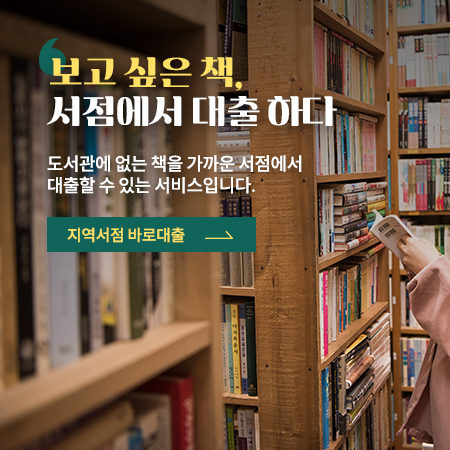 보고 싶은 책,
서점에서 대출 하다
도서관에 없는 책을 가까운 서점에서
대출할 수 있는 서비스입니다.
지역서점 바로대출